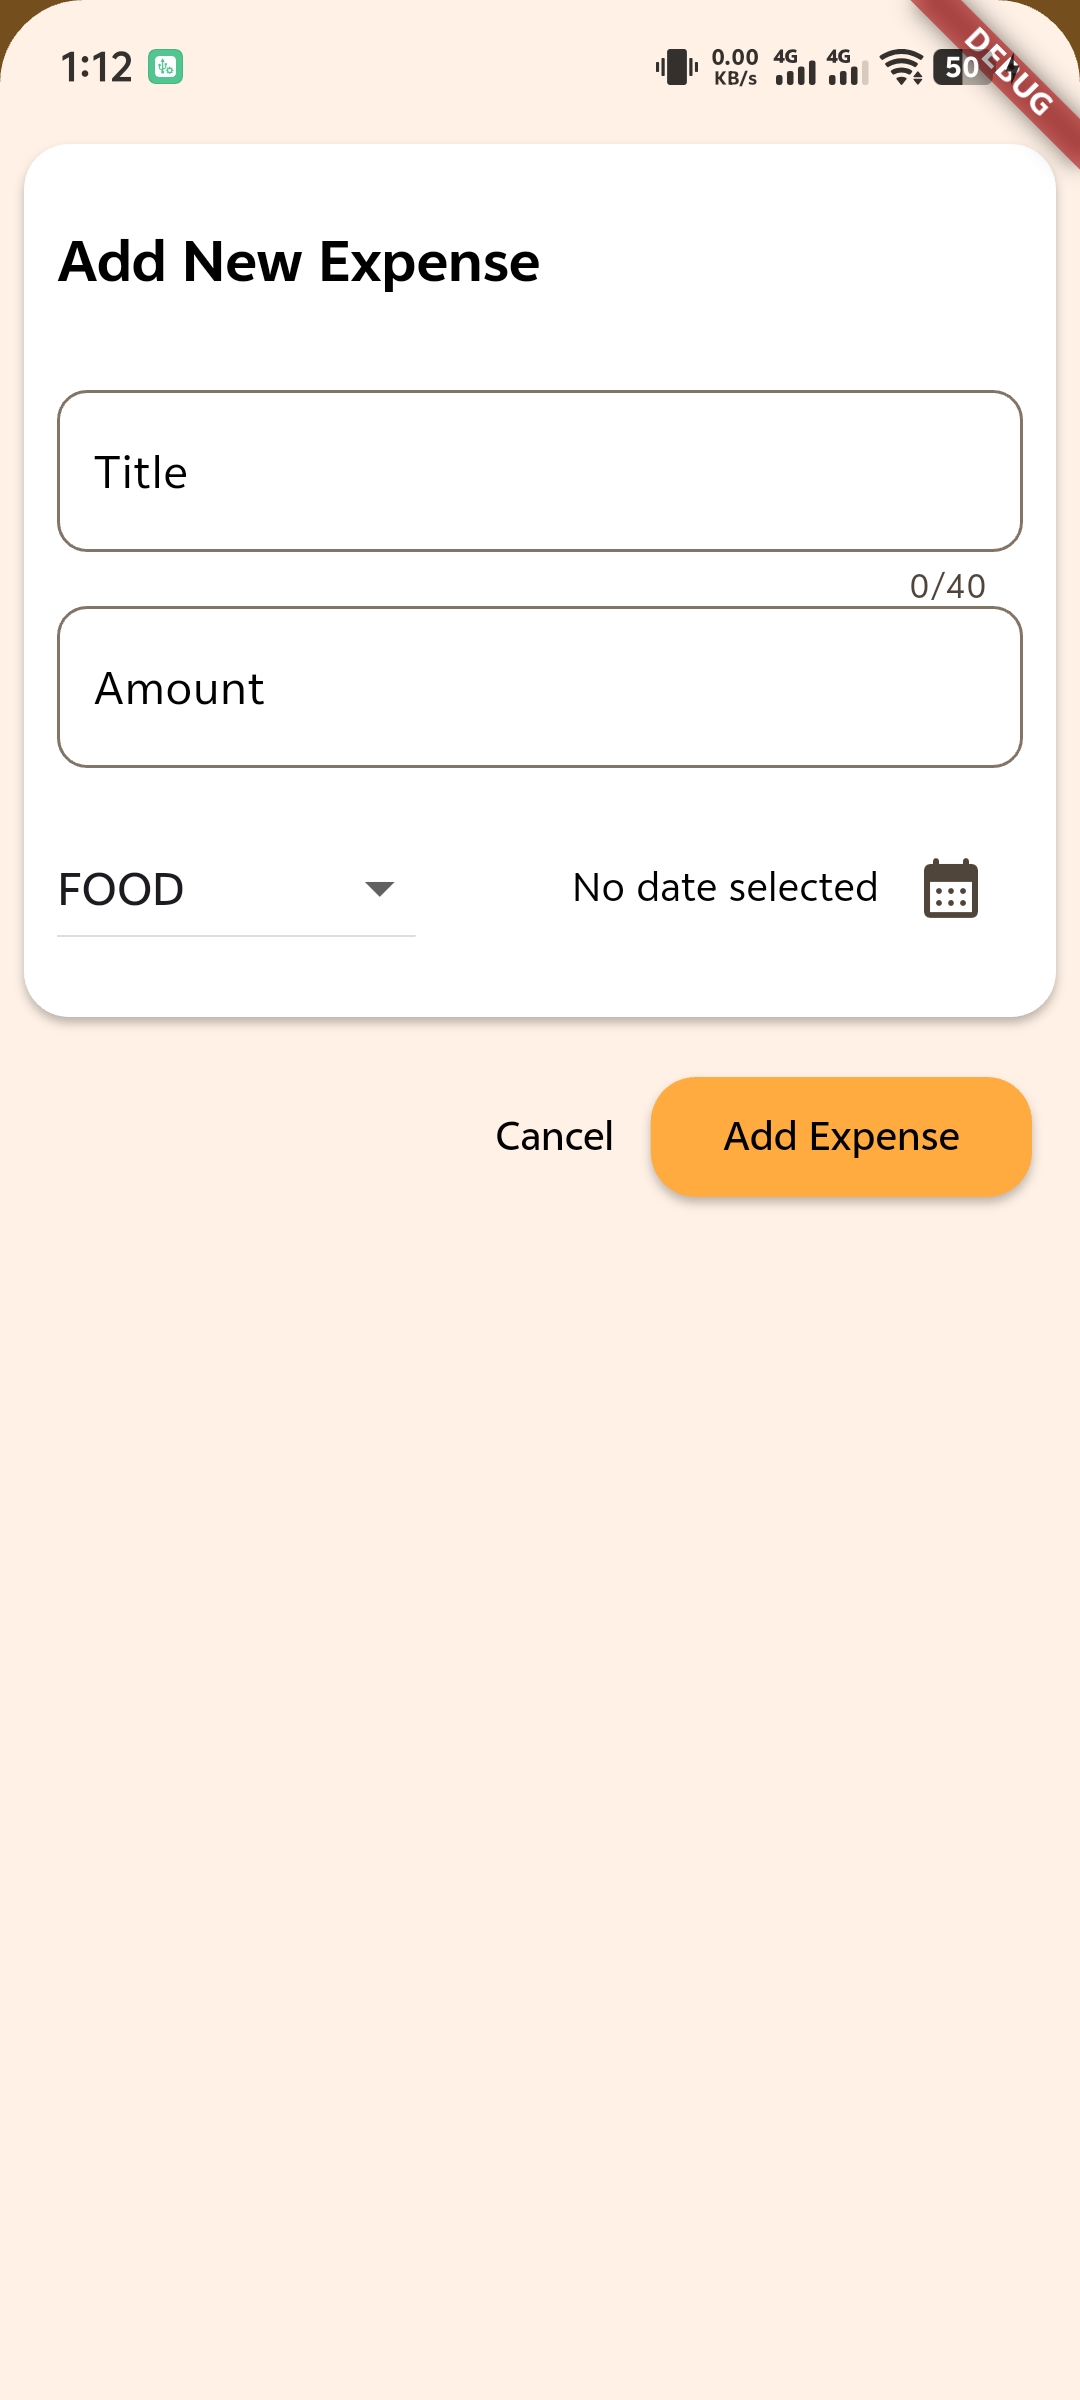 1:12
0.00 KB/s 4G 4G 50
DEBUG
Add New Expense
Title
0/40
Amount
FOOD
No date selected
Cancel
Add Expense